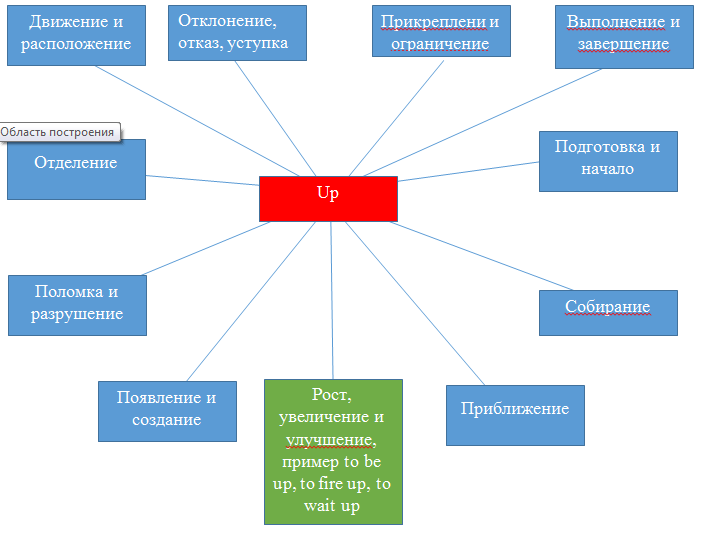 Движение и
расположение
Отклонение,
отказ, уступка
Прикреплени и
ограничение
Выполнение и
завершение
Область построения
Отделение
Подготовка и
начало
Up
Поломка и
разрушение
Собирание
Появление и
создание
Рост,
увеличение и
улучшение,
пример to be
up, to fire up, to
wait up
Приближение